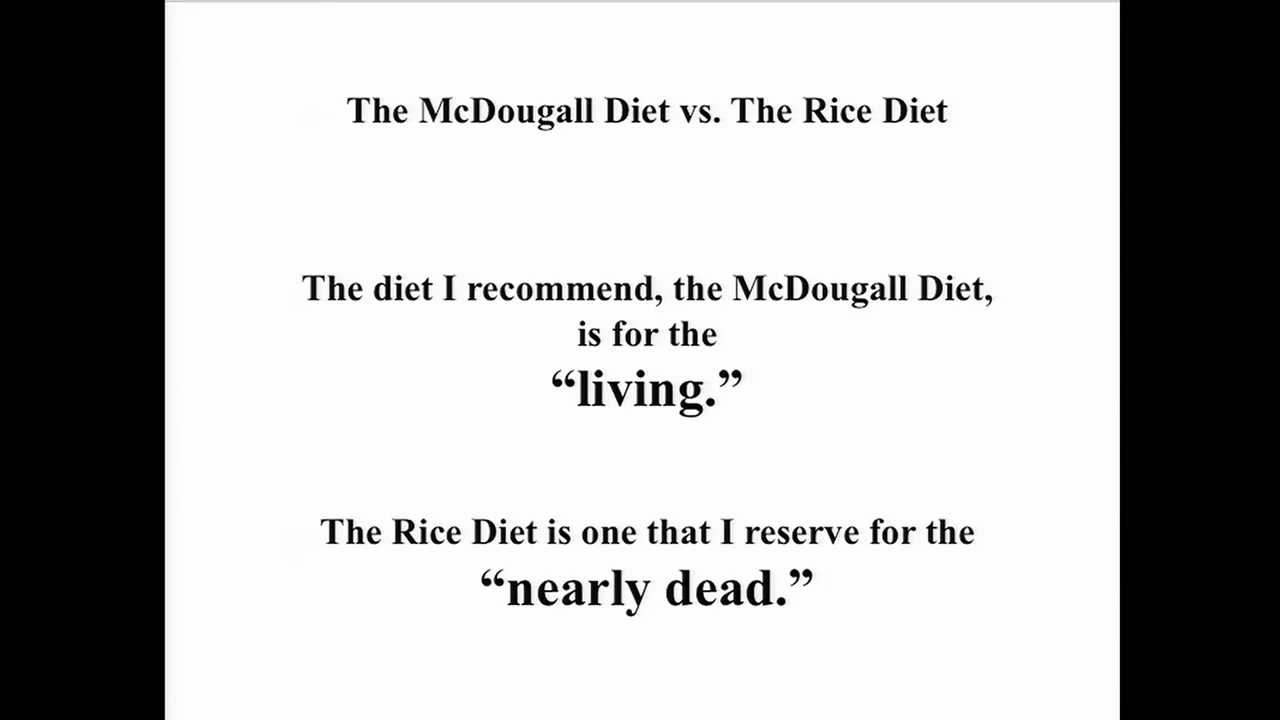 The McDougall Diet vs. The Rice Diet
The diet I recommend, the McDougall Diet,
is for the
“living.”
The Rice Diet is one that I reserve for the
“nearly dead.”